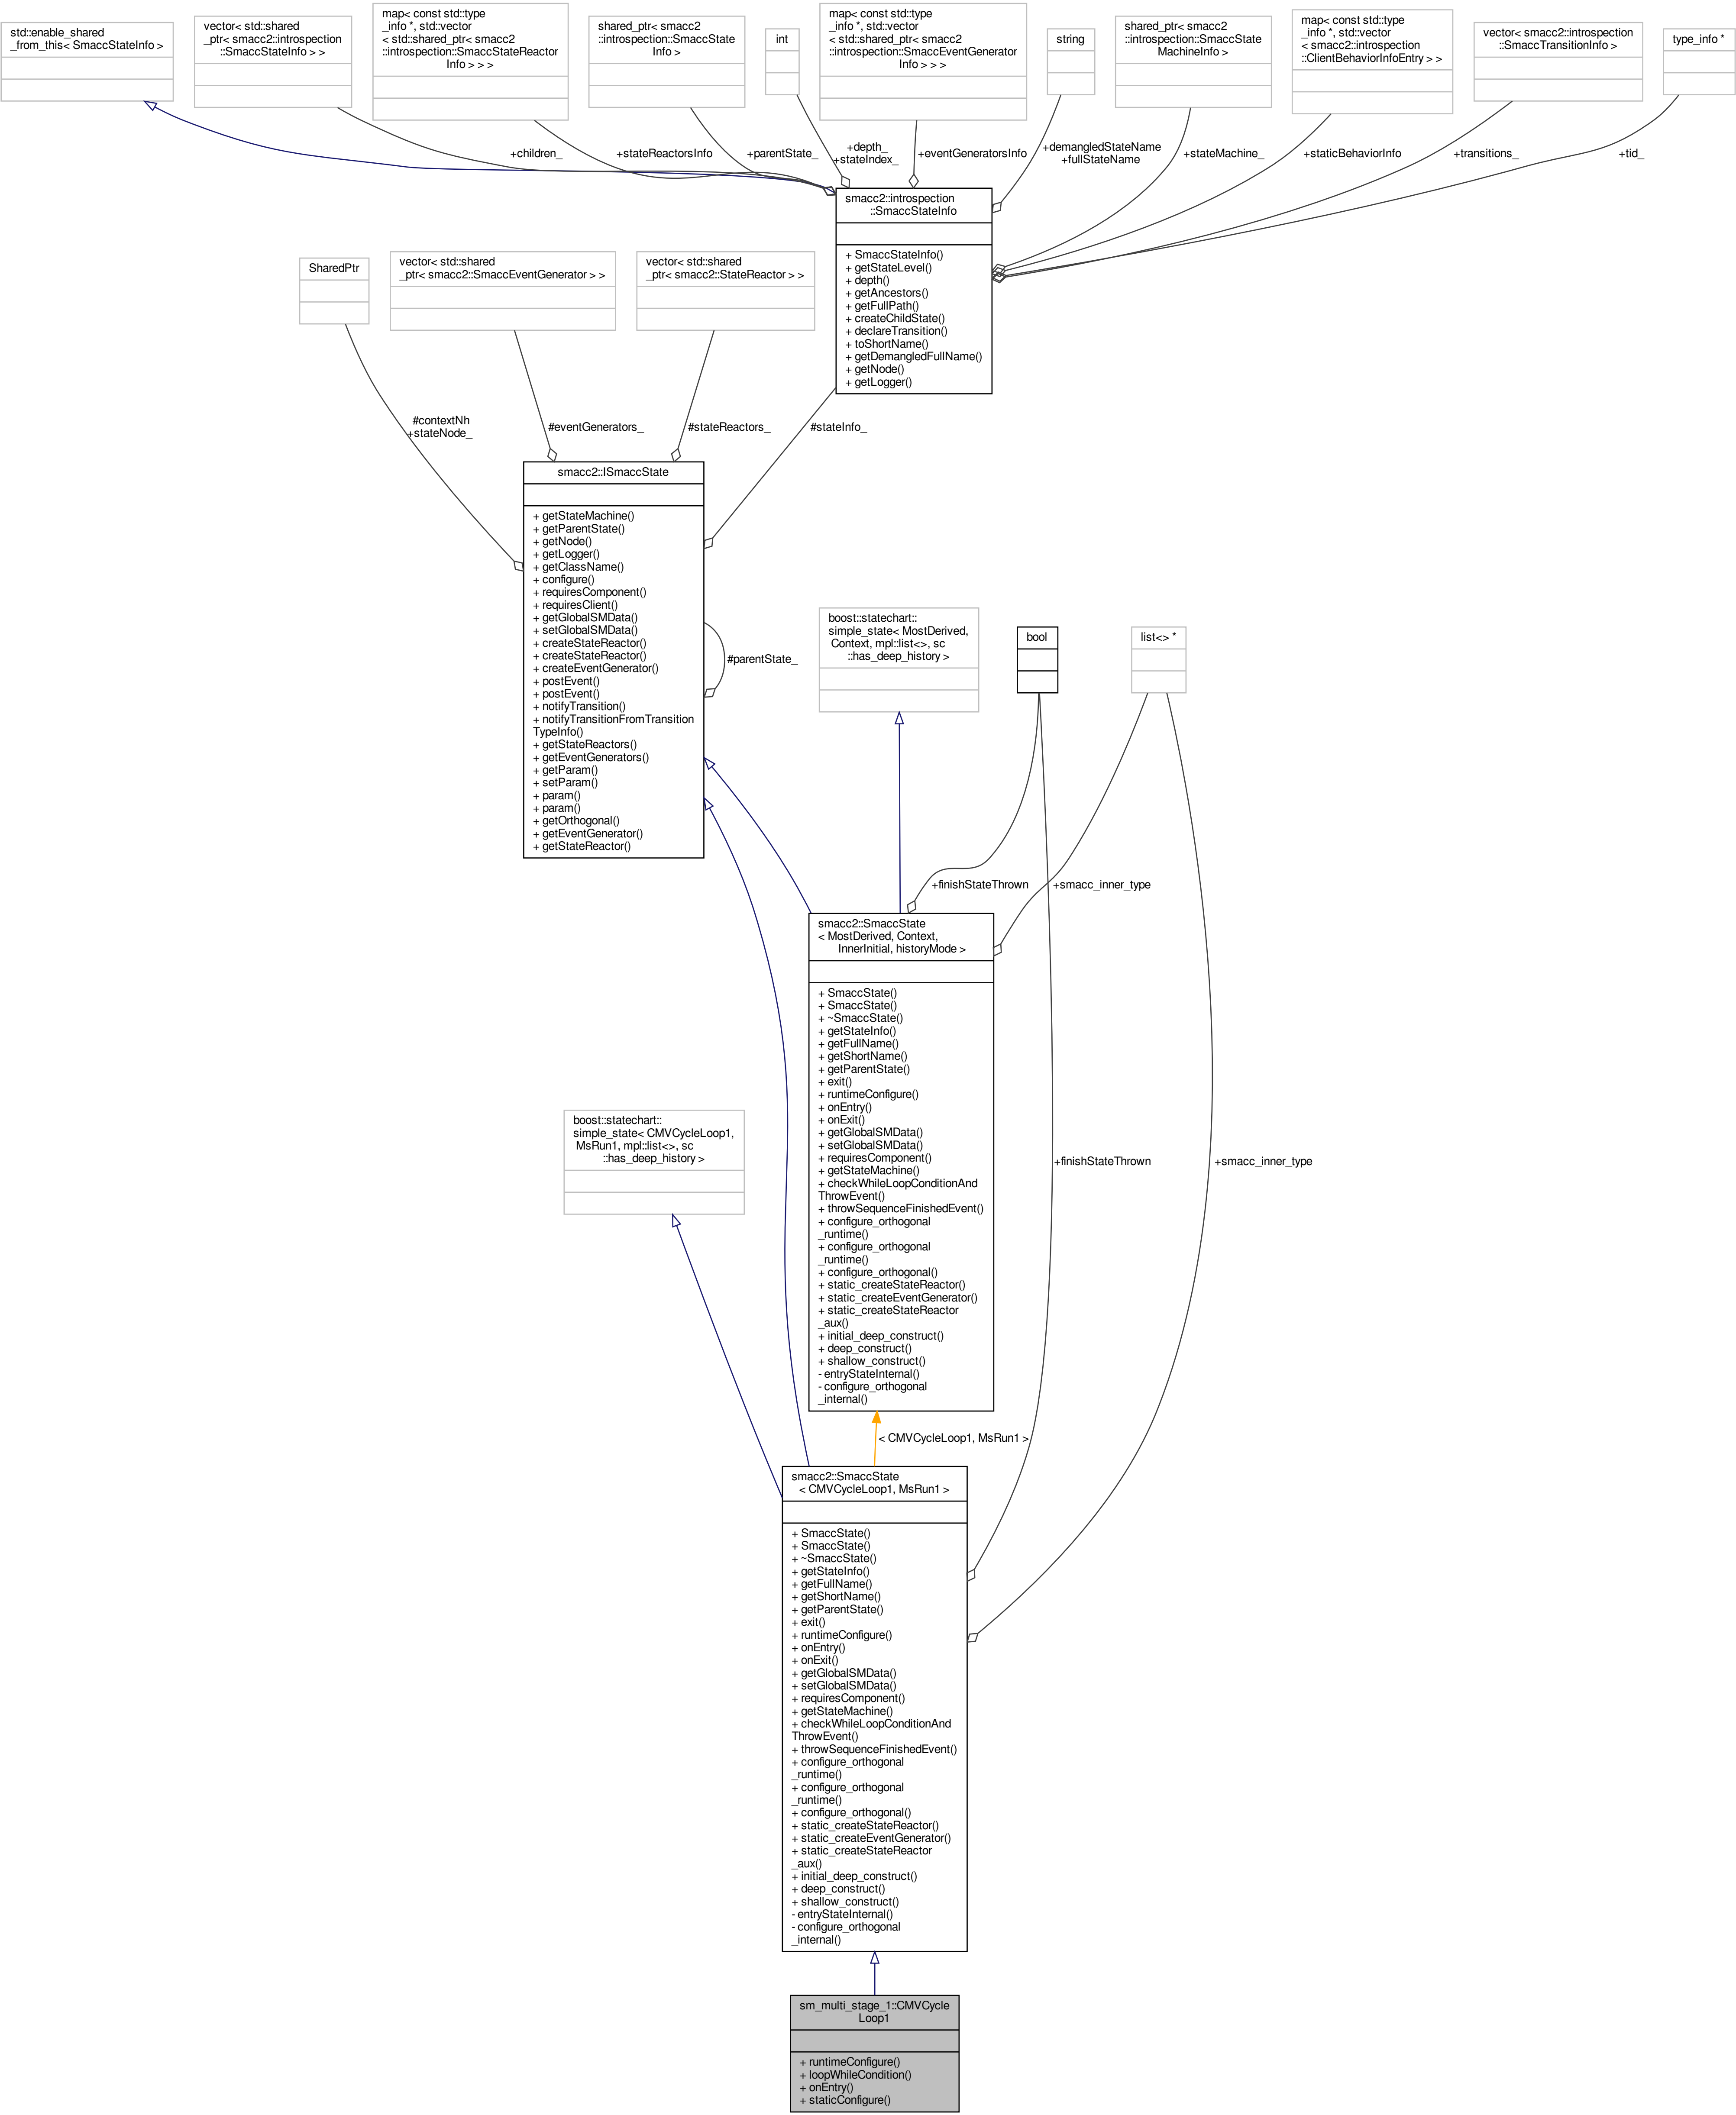 std::enable_shared
_from_this< SmaccStateInfo >
vector< std::shared
_ptr< smacc2::introspection
::SmaccStateInfo > >
map< const std::type
_info *, std::vector
< std::shared_ptr< smacc2
::introspection::SmaccStateReactor
Info > > >
shared_ptr< smacc2
::introspection::SmaccState
Info >
int
map< const std::type
_info *, std::vector
< std::shared_ptr< smacc2
::introspection::SmaccEventGenerator
Info > > >
string
shared_ptr< smacc2
::introspection::SmaccState
MachineInfo >
map< const std::type
_info *, std::vector
< smacc2::introspection
::ClientBehaviorInfoEntry > >
vector< smacc2::introspection
::SmaccTransitionInfo >
type_info *
+children_
+stateReactorsInfo
+parentState_
+depth_
+stateIndex_
+eventGeneratorsInfo
+demangledStateName
+fullStateName
+stateMachine_
+staticBehaviorInfo
+transitions_
+tid_
smacc2::introspection
::SmaccStateInfo
+ SmaccStateInfo()
+ getStateLevel()
+ depth()
+ getAncestors()
+ getFullPath()
+ createChildState()
+ declareTransition()
+ toShortName()
+ getDemangledFullName()
+ getNode()
+ getLogger()
SharedPtr
vector< std::shared
_ptr< smacc2::SmaccEventGenerator > >
vector< std::shared
_ptr< smacc2::StateReactor > >
#contextNh
+stateNode_
#eventGenerators_
#stateReactors_
#stateInfo_
smacc2::ISmaccState
+ getStateMachine()
+ getParentState()
+ getNode()
+ getLogger()
+ getClassName()
+ configure()
+ requiresComponent()
+ requiresClient()
+ getGlobalSMData()
+ setGlobalSMData()
+ createStateReactor()
+ createStateReactor()
+ createEventGenerator()
+ postEvent()
+ postEvent()
+ notifyTransition()
+ notifyTransitionFromTransition
TypeInfo()
+ getStateReactors()
+ getEventGenerators()
+ getParam()
+ setParam()
+ param()
+ param()
+ getOrthogonal()
+ getEventGenerator()
+ getStateReactor()
#parentState_
boost::statechart::
simple_state< MostDerived,
Context, mpl::list<>, sc
::has_deep_history >
bool
list<> *
+finishStateThrown
+smacc_inner_type
smacc2::SmaccState
< MostDerived, Context,
InnerInitial, historyMode >
+ SmaccState()
+ SmaccState()
+ ~SmaccState()
+ getStateInfo()
+ getFullName()
+ getShortName()
+ getParentState()
+ exit()
+ runtimeConfigure()
+ onEntry()
+ onExit()
+ getGlobalSMData()
+ setGlobalSMData()
+ requiresComponent()
+ getStateMachine()
+ checkWhileLoopConditionAnd
ThrowEvent()
+ throwSequenceFinishedEvent()
+ configure_orthogonal
_runtime()
+ configure_orthogonal
_runtime()
+ configure_orthogonal()
+ static_createStateReactor()
+ static_createEventGenerator()
+ static_createStateReactor
_aux()
+ initial_deep_construct()
+ deep_construct()
+ shallow_construct()
- entryStateInternal()
- configure_orthogonal
_internal()
boost::statechart::
simple_state< CMVCycleLoop1,
MsRun1, mpl::list<>, sc
::has_deep_history >
+finishStateThrown
+smacc_inner_type
< CMVCycleLoop1, MsRun1 >
smacc2::SmaccState
< CMVCycleLoop1, MsRun1 >
+ SmaccState()
+ SmaccState()
+ ~SmaccState()
+ getStateInfo()
+ getFullName()
+ getShortName()
+ getParentState()
+ exit()
+ runtimeConfigure()
+ onEntry()
+ onExit()
+ getGlobalSMData()
+ setGlobalSMData()
+ requiresComponent()
+ getStateMachine()
+ checkWhileLoopConditionAnd
ThrowEvent()
+ throwSequenceFinishedEvent()
+ configure_orthogonal
_runtime()
+ configure_orthogonal
_runtime()
+ configure_orthogonal()
+ static_createStateReactor()
+ static_createEventGenerator()
+ static_createStateReactor
_aux()
+ initial_deep_construct()
+ deep_construct()
+ shallow_construct()
- entryStateInternal()
- configure_orthogonal
_internal()
sm_multi_stage_1::CMVCycle
Loop1
+ runtimeConfigure()
+ loopWhileCondition()
+ onEntry()
+ staticConfigure()